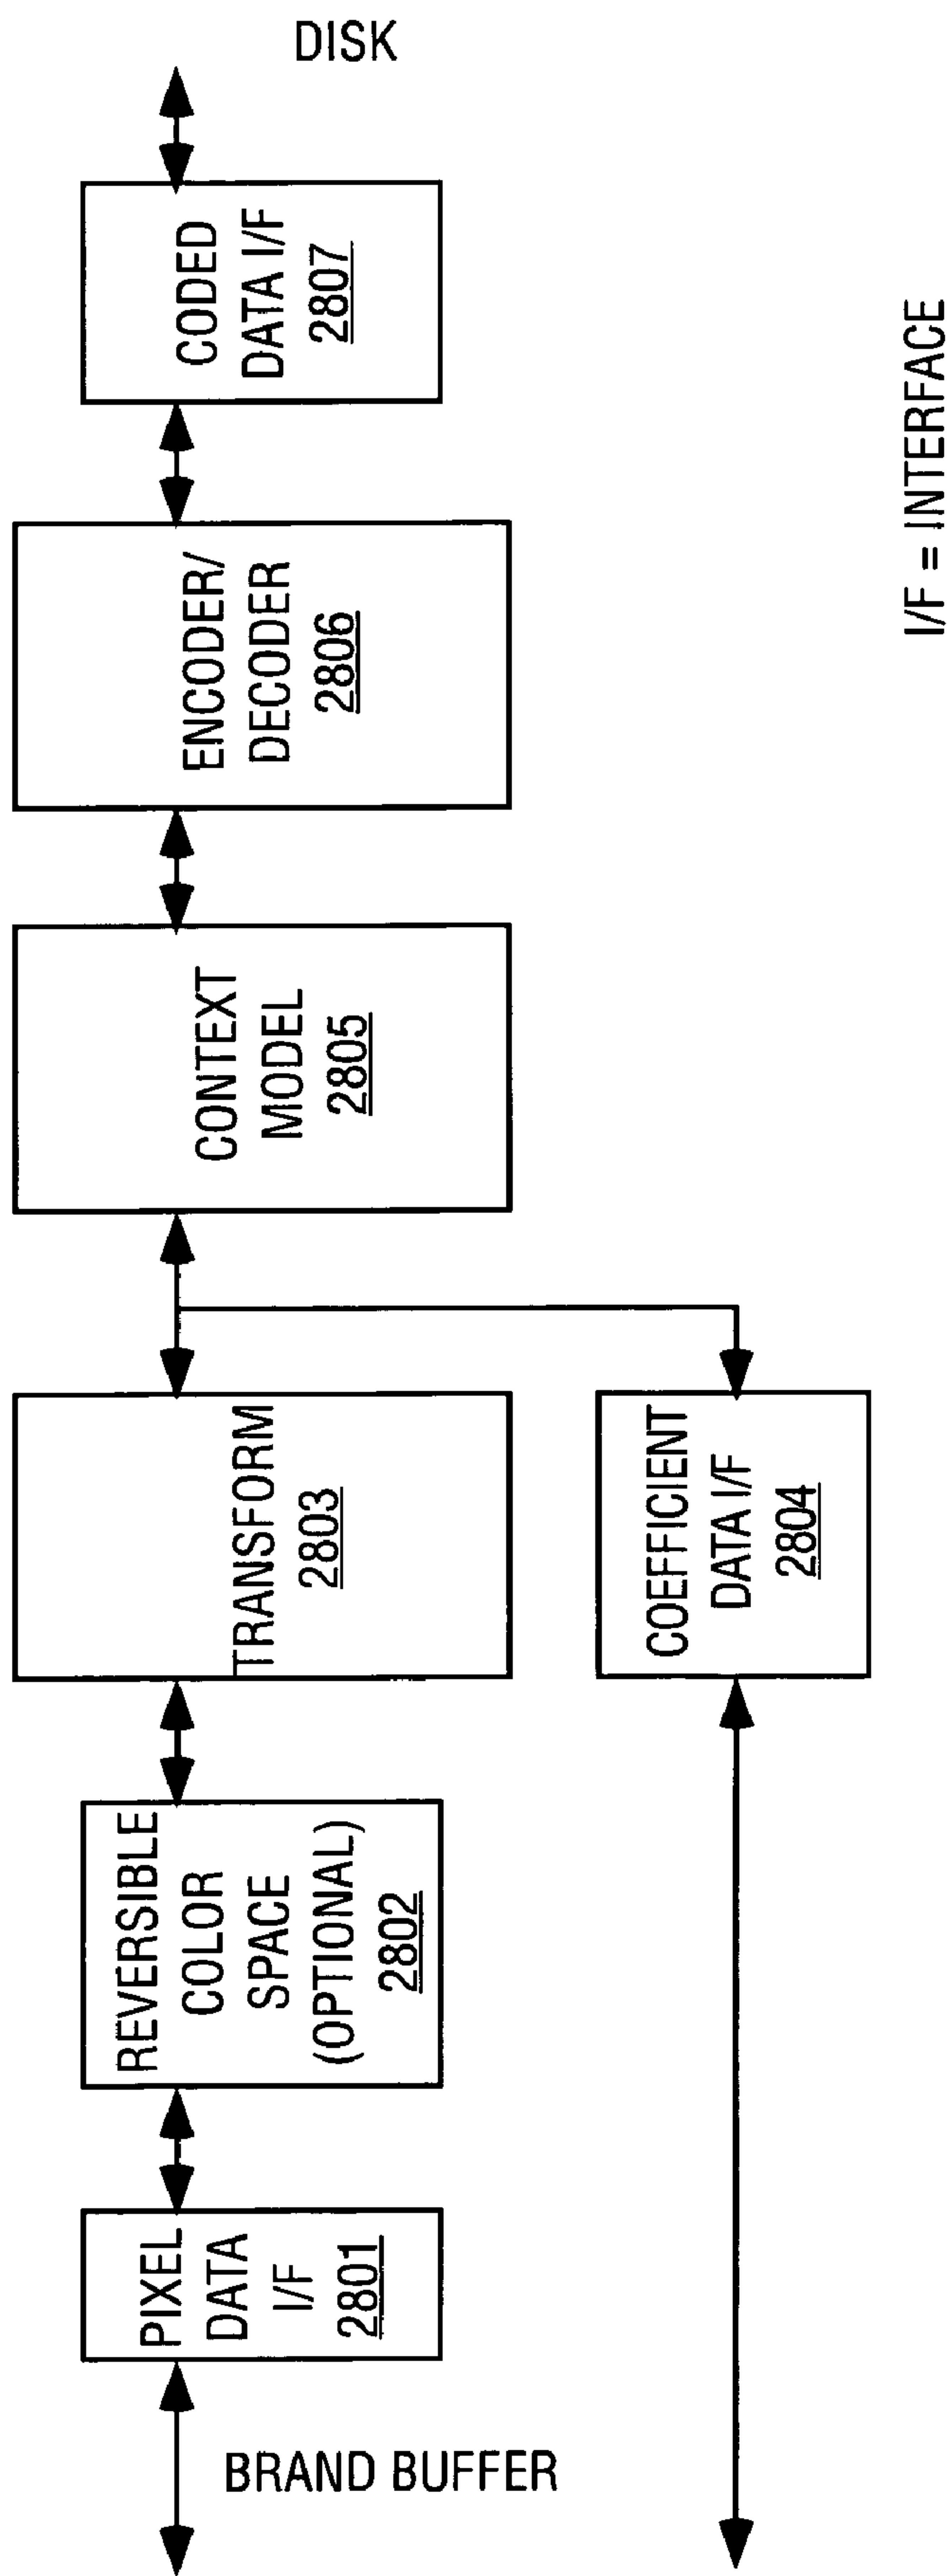 BRAND BUFFER
PIXEL
DATA
I/F
2801
REVERSIBLE
COLOR
SPACE
(OPTIONAL)
2802
TRANSFORM
2803
COEFFICIENT
DATA I/F
2804
CONTEXT
MODEL
2805
ENCODER/
DECODER
2806
CODED
DATA I/F
2807
DISK
I/F = INTERFACE